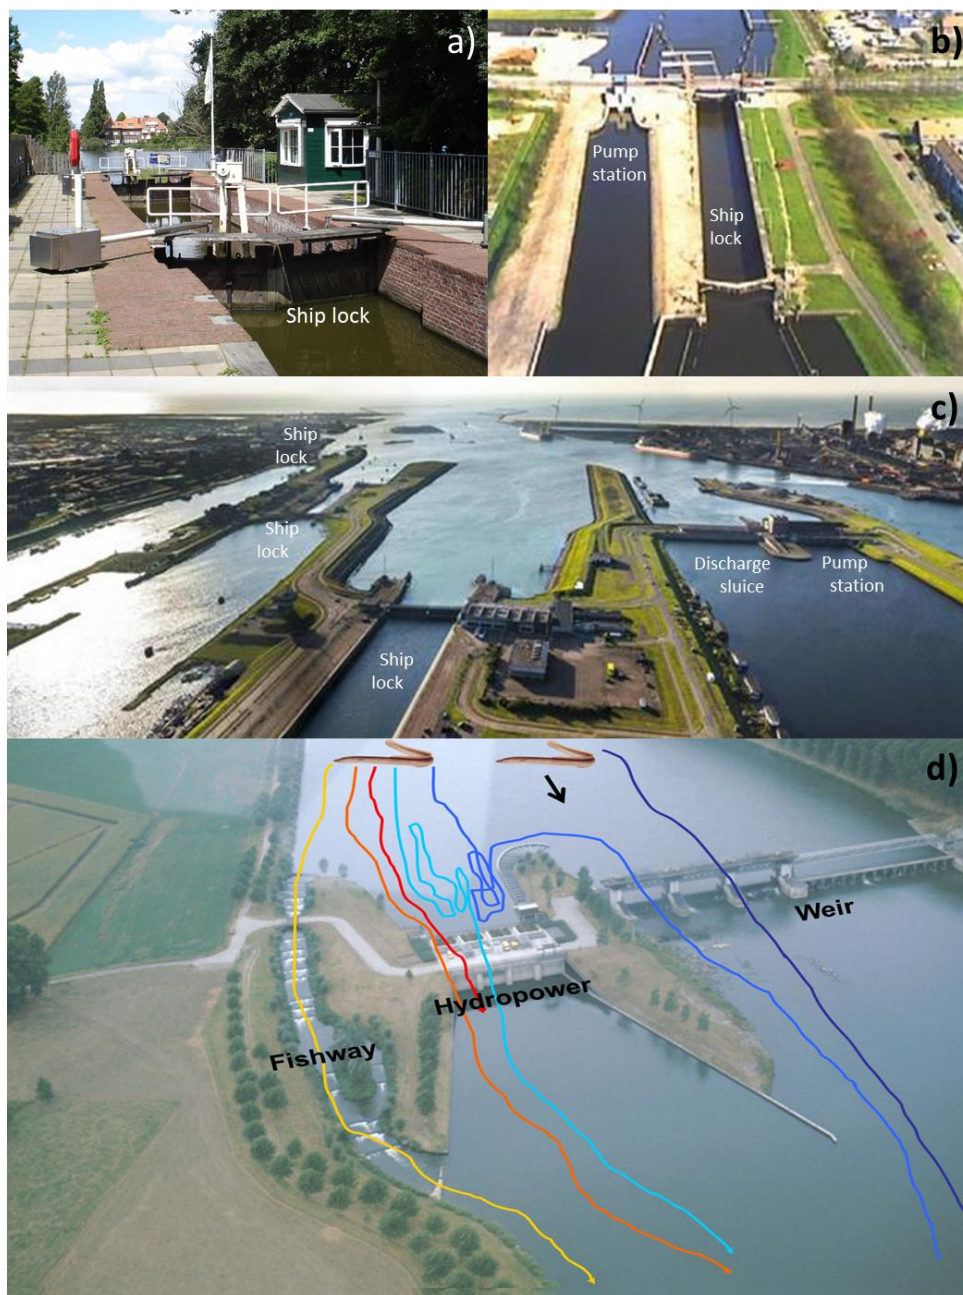 a)
Ship lock
b)
Pump
station
Ship
lock
c)
Ship
lock
Ship
lock
Ship
lock
Discharge
sluice
Pump
station
d)
Weir
Hydropower
Fishway